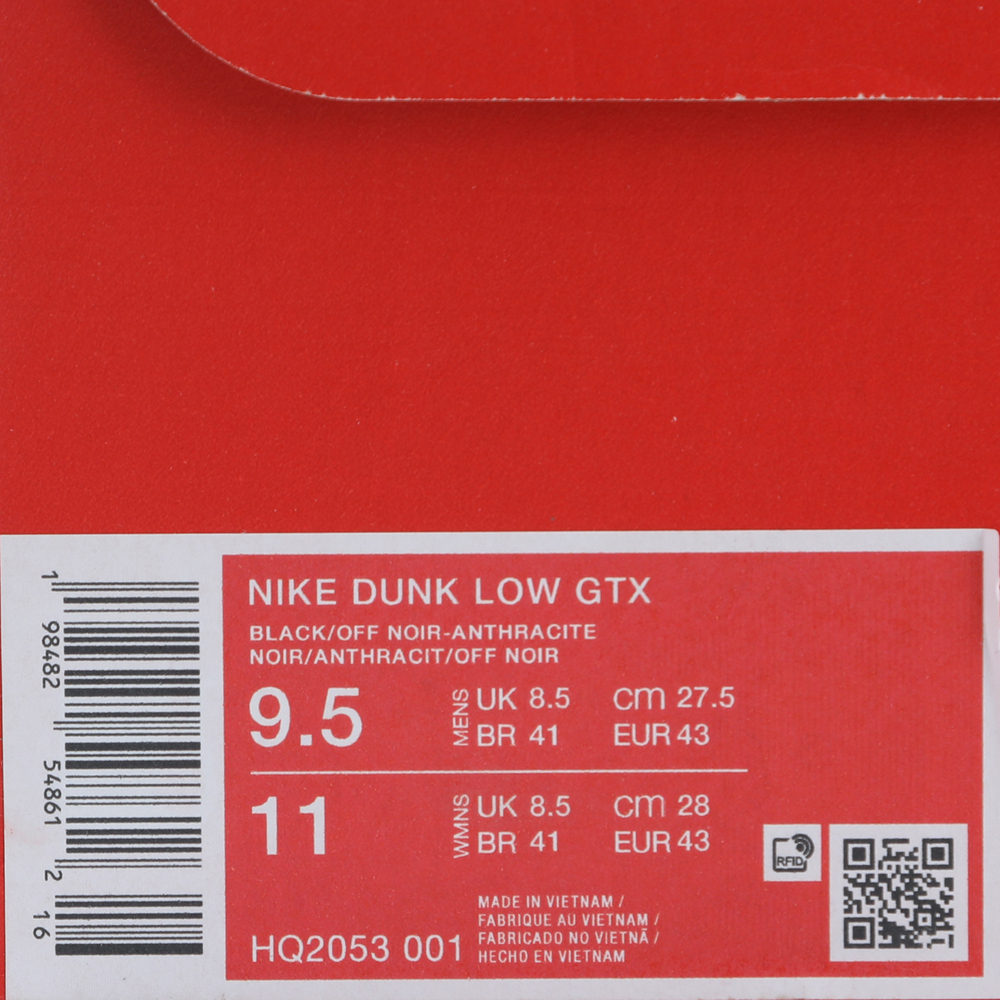 NIKE DUNK LOW GTX
BLACK/OFF NOIR-ANTHRACITE
NOIR/ANTHRACIT/OFF NOIR
9.5 MENS UK 8.5 cm 27.5
BR 41 EUR 43
11 WMNS UK 8.5 cm 28
BR 41 EUR 43
MADE IN VIETNAM /
FABRIQUE AU VIETNAM /
FABRICADO NO VIETNÃ /
HECHO EN VIETNAM
HQ2053 001
RFID
1 98482 54861 2 16